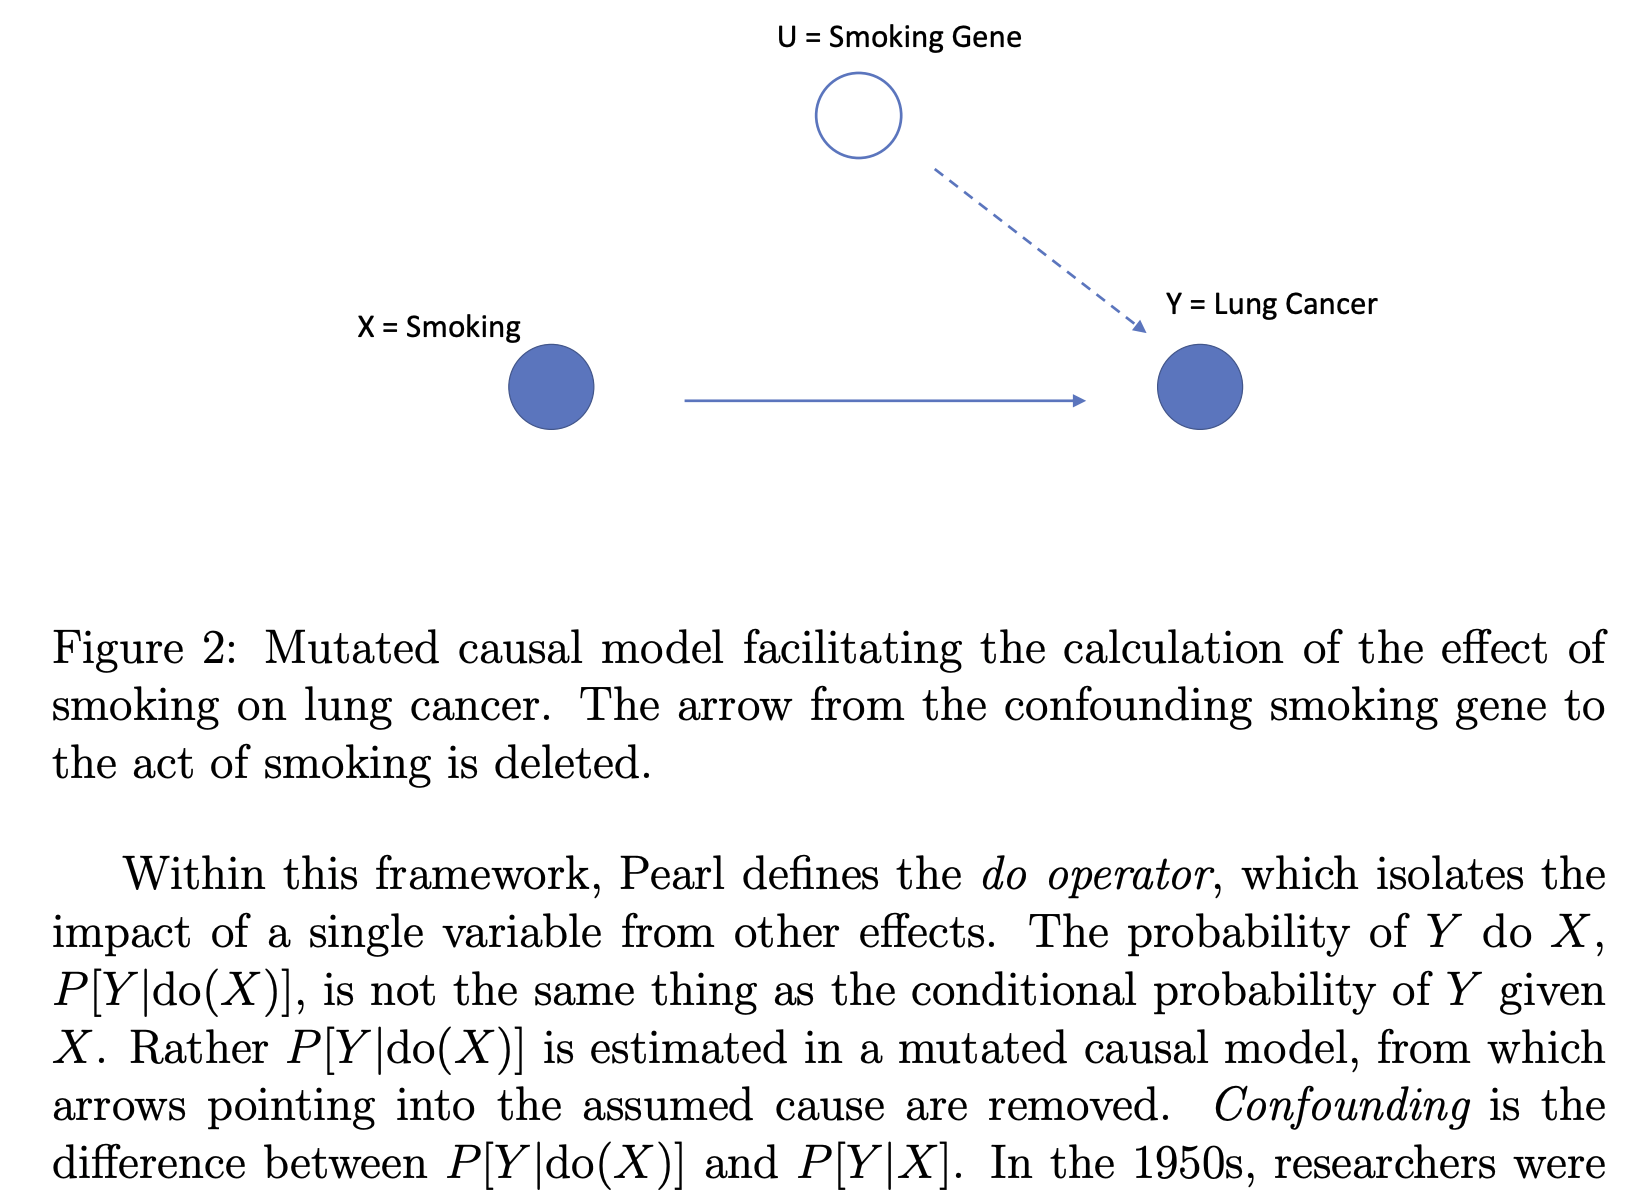 U = Smoking Gene
Y = Lung Cancer
X = Smoking
Figure 2: Mutated causal model facilitating the calculation of the effect of
smoking on lung cancer. The arrow from the confounding smoking gene to
the act of smoking is deleted.
Within this framework, Pearl defines the do operator, which isolates the
impact of a single variable from other effects. The probability of Y do X,
P[Y|do(X)], is not the same thing as the conditional probability of Y given
X. Rather P[Y|do(X)] is estimated in a mutated causal model, from which
arrows pointing into the assumed cause are removed. Confounding is the
difference between P[Y|do(X)] and P[Y|X]. In the 1950s, researchers were